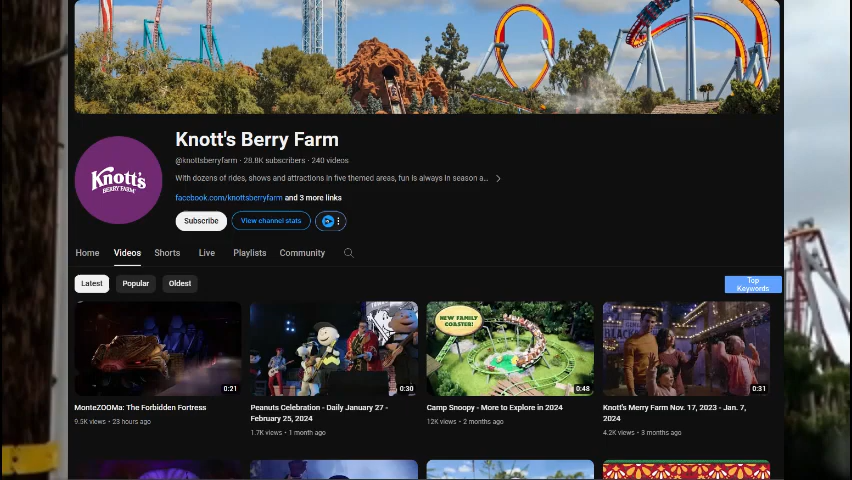 Knott's Berry Farm
@knottsberryfarm · 28.8K subscribers · 240 videos
With dozens of rides, shows and attractions in five themed areas, fun is always in season a...
facebook.com/knottsberryfarm and 3 more links
Knott's
BERRY FARM
Subscribe
View channel stats
Home
Videos
Shorts
Live
Playlists
Community
Latest
Popular
Oldest
Top
Keywords
NEW FAMILY
COASTER!
0:21
0:30
0:48
0:31
MonteZOOMa: The Forbidden Fortress
9.5K views · 23 hours ago
Peanuts Celebration - Daily January 27 -
February 25, 2024
1.7K views · 1 month ago
Camp Snoopy - More to Explore in 2024
12K views · 2 months ago
Knott's Merry Farm Nov. 17, 2023 - Jan. 7,
2024
4.2K views · 3 months ago